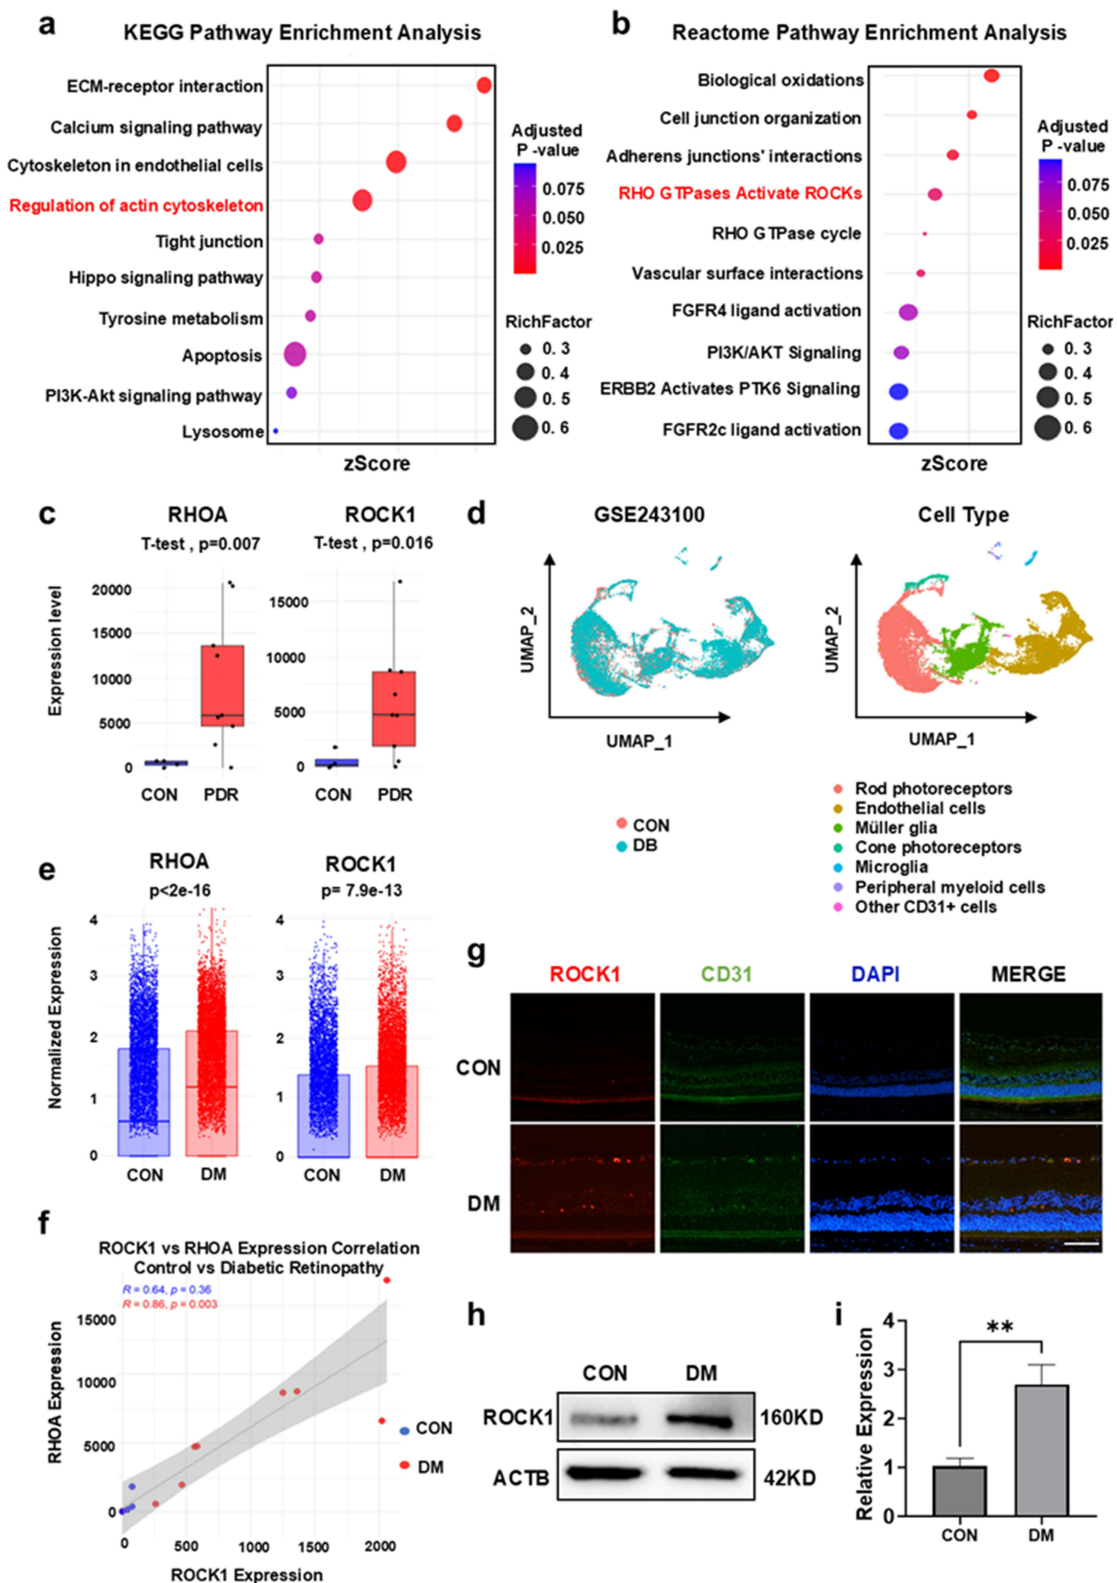 a
KEGG Pathway Enrichment Analysis
ECM-receptor interaction
Calcium signaling pathway
Cytoskeleton in endothelial cells
Regulation of actin cytoskeleton
Tight junction
Hippo signaling pathway
Tyrosine metabolism
Apoptosis
PI3K-Akt signaling pathway
Lysosome
zScore
Adjusted
P -value
0.075
0.050
0.025
RichFactor
0. 3
0. 4
0. 5
0. 6
b
Reactome Pathway Enrichment Analysis
Biological oxidations
Cell junction organization
Adherens junctions' interactions
RHO GTPases Activate ROCKs
RHO GTPase cycle
Vascular surface interactions
FGFR4 ligand activation
PI3K/AKT Signaling
ERBB2 Activates PTK6 Signaling
FGFR2c ligand activation
zScore
Adjusted
P -value
0.075
0.050
0.025
RichFactor
0. 3
0. 4
0. 5
0. 6
c
RHOA
T-test , p=0.007
Expression level
20000
15000
10000
5000
0
CON
PDR
ROCK1
T-test , p=0.016
15000
10000
5000
0
CON
PDR
d
GSE243100
UMAP_2
UMAP_1
CON
DB
Cell Type
UMAP_2
UMAP_1
Rod photoreceptors
Endothelial cells
Müller glia
Cone photoreceptors
Microglia
Peripheral myeloid cells
Other CD31+ cells
e
RHOA
p<2e-16
Normalized Expression
4
3
2
1
0
CON
DM
ROCK1
p= 7.9e-13
4
3
2
1
0
CON
DM
f
ROCK1 vs RHOA Expression Correlation
Control vs Diabetic Retinopathy
R = 0.64, p = 0.36
R = 0.86, p = 0.003
RHOA Expression
15000
10000
5000
0
0
500
1000
1500
2000
ROCK1 Expression
CON
DM
g
ROCK1
CD31
DAPI
MERGE
CON
DM
h
CON
DM
ROCK1
160KD
ACTB
42KD
i
Relative Expression
4
3
2
1
0
**
CON
DM